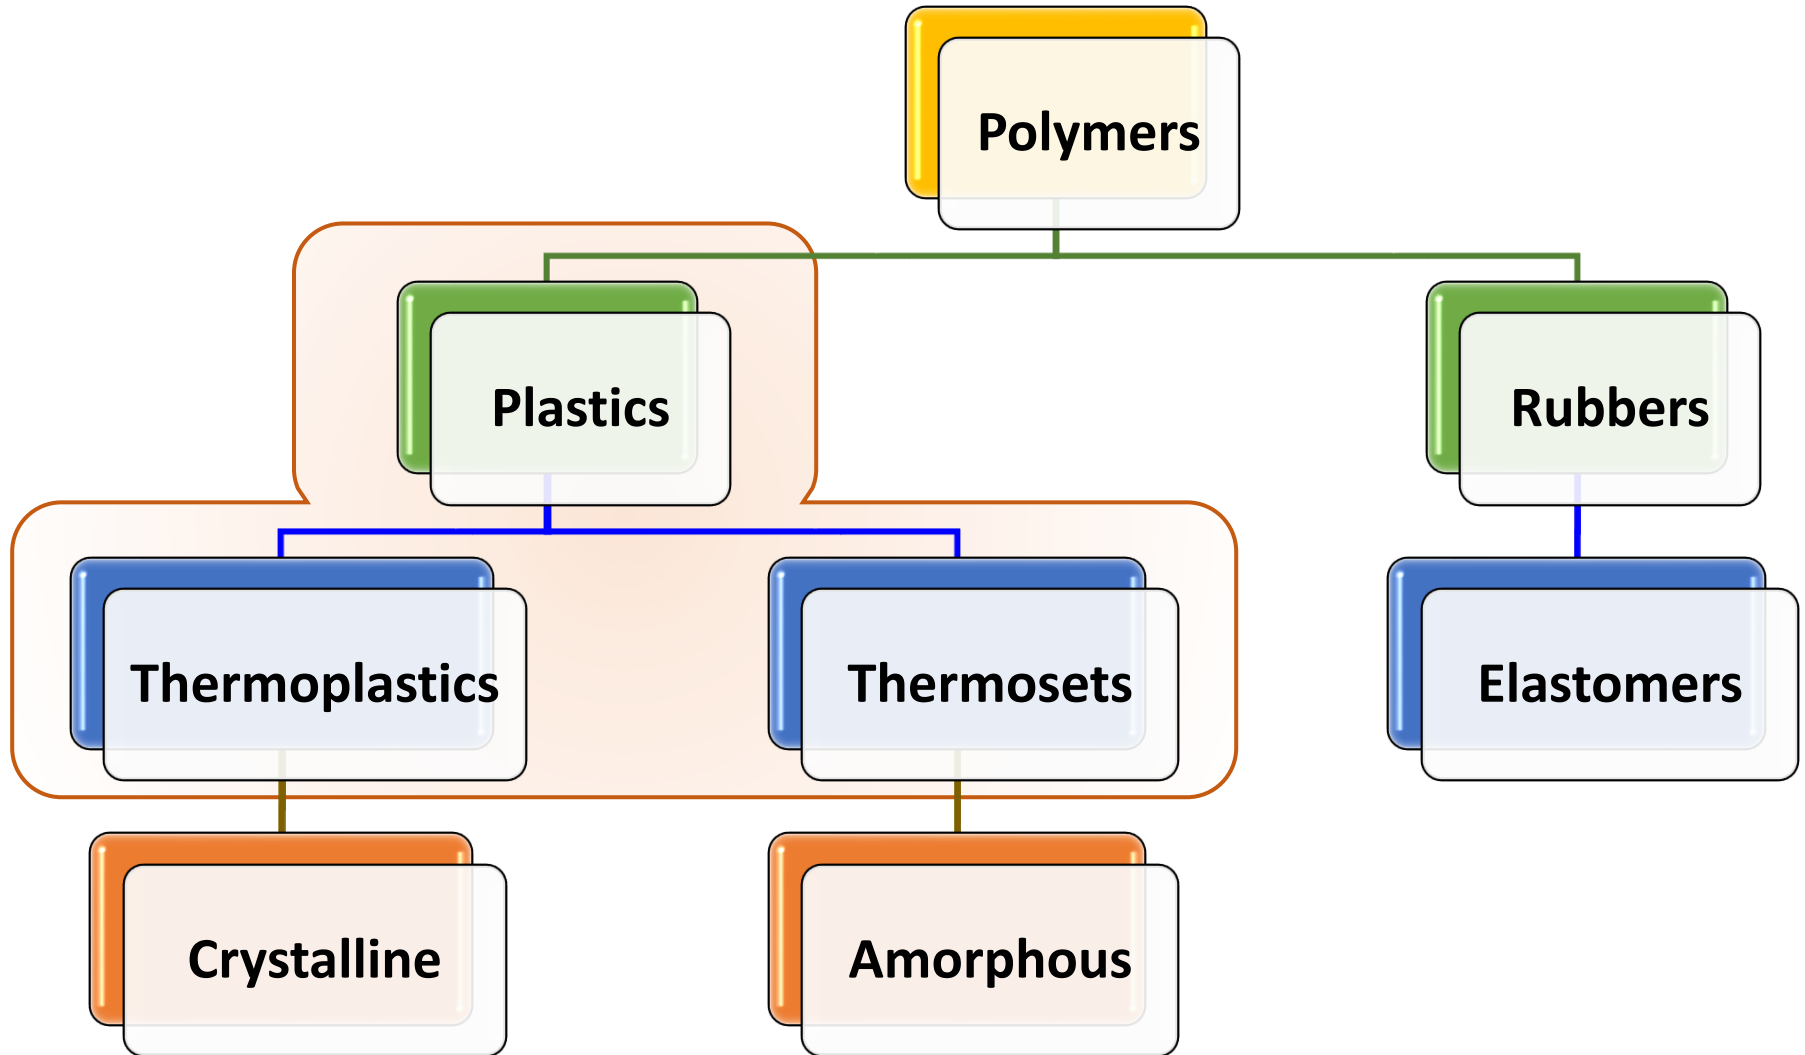 Polymers
Plastics
Rubbers
Thermoplastics
Thermosets
Elastomers
Crystalline
Amorphous